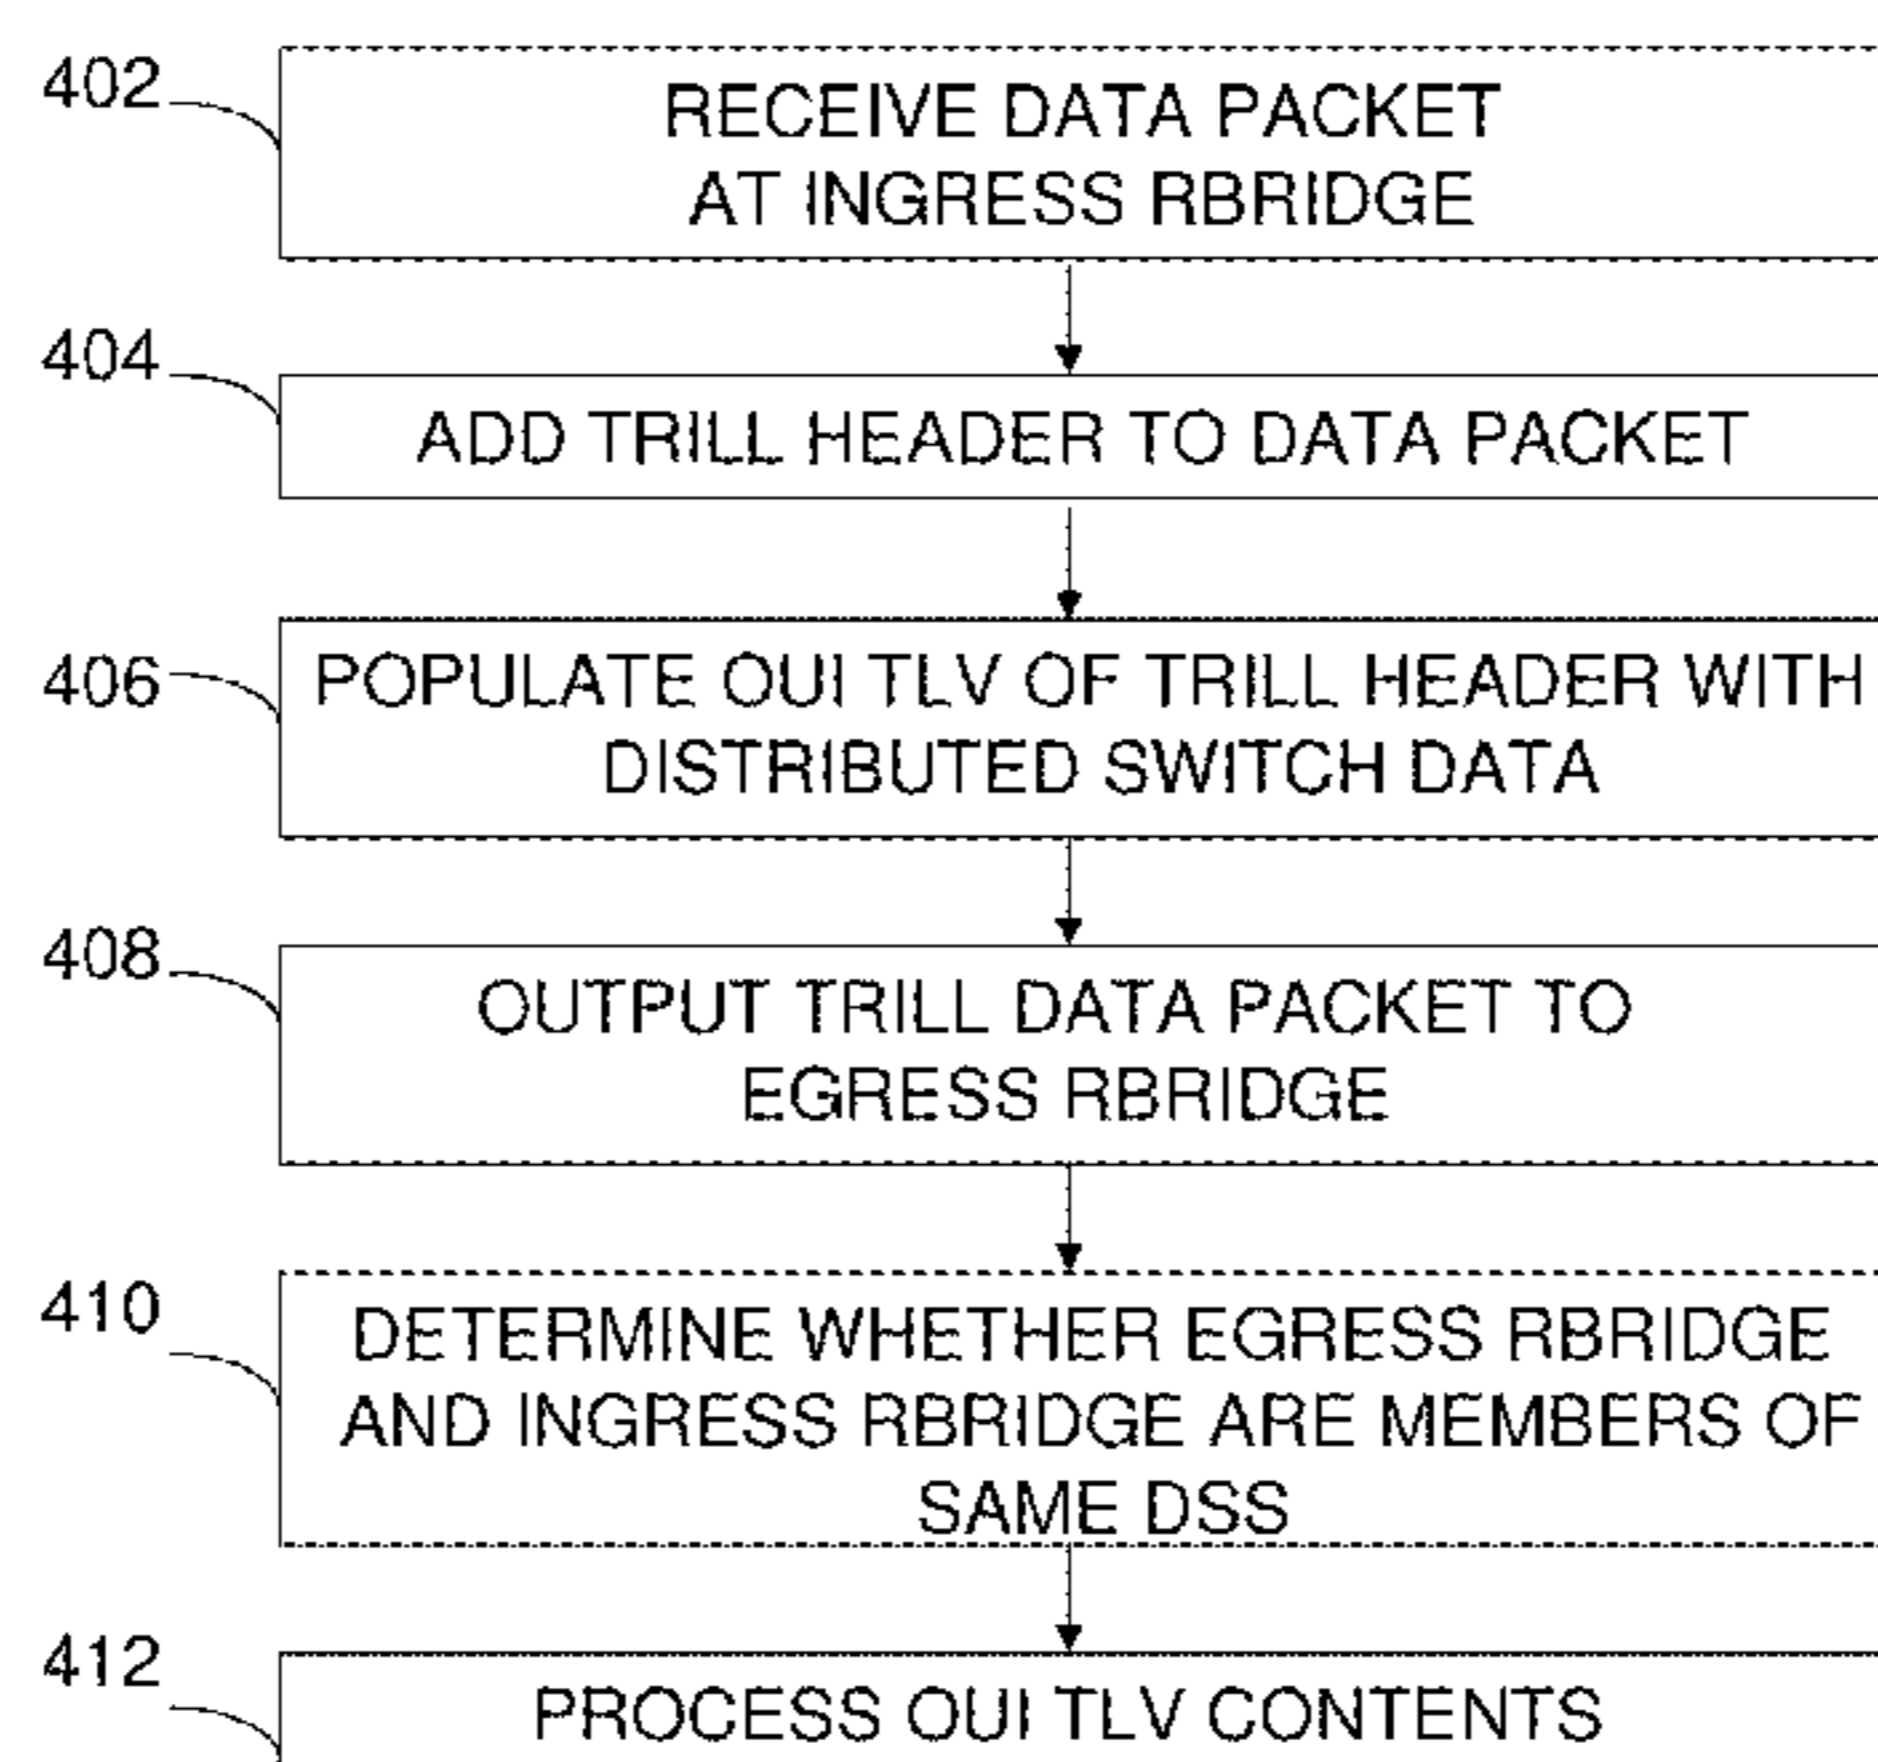 402
RECEIVE DATA PACKET
AT INGRESS RBRIDGE
404
ADD TRILL HEADER TO DATA PACKET
406
POPULATE OUI TLV OF TRILL HEADER WITH
DISTRIBUTED SWITCH DATA
408
OUTPUT TRILL DATA PACKET TO
EGRESS RBRIDGE
410
DETERMINE WHETHER EGRESS RBRIDGE
AND INGRESS RBRIDGE ARE MEMBERS OF
SAME DSS
412
PROCESS OUI TLV CONTENTS